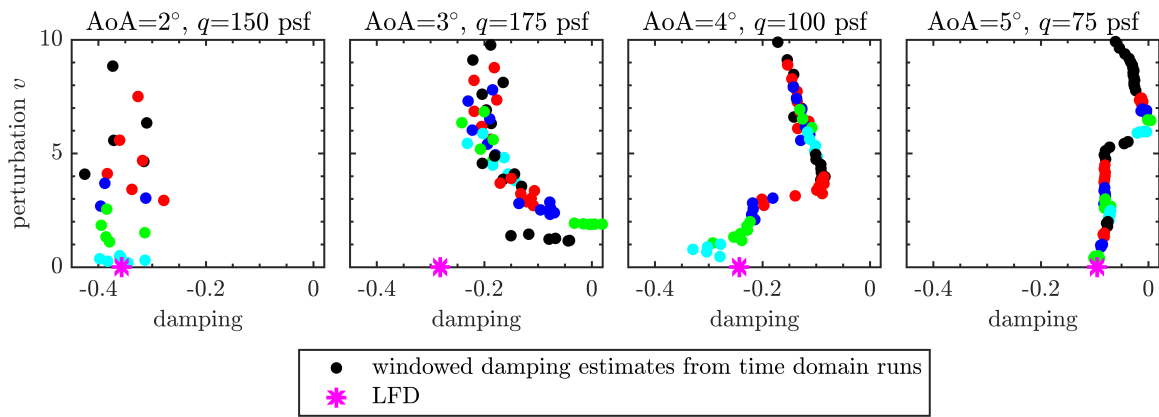 AoA=2°, q=150 psf
AoA=3°, q=175 psf
AoA=4°, q=100 psf
AoA=5°, q=75 psf
10
5
0
perturbation v
-0.4 -0.2 0
-0.4 -0.2 0
-0.4 -0.2 0
-0.4 -0.2 0
damping
damping
damping
damping
windowed damping estimates from time domain runs
LFD